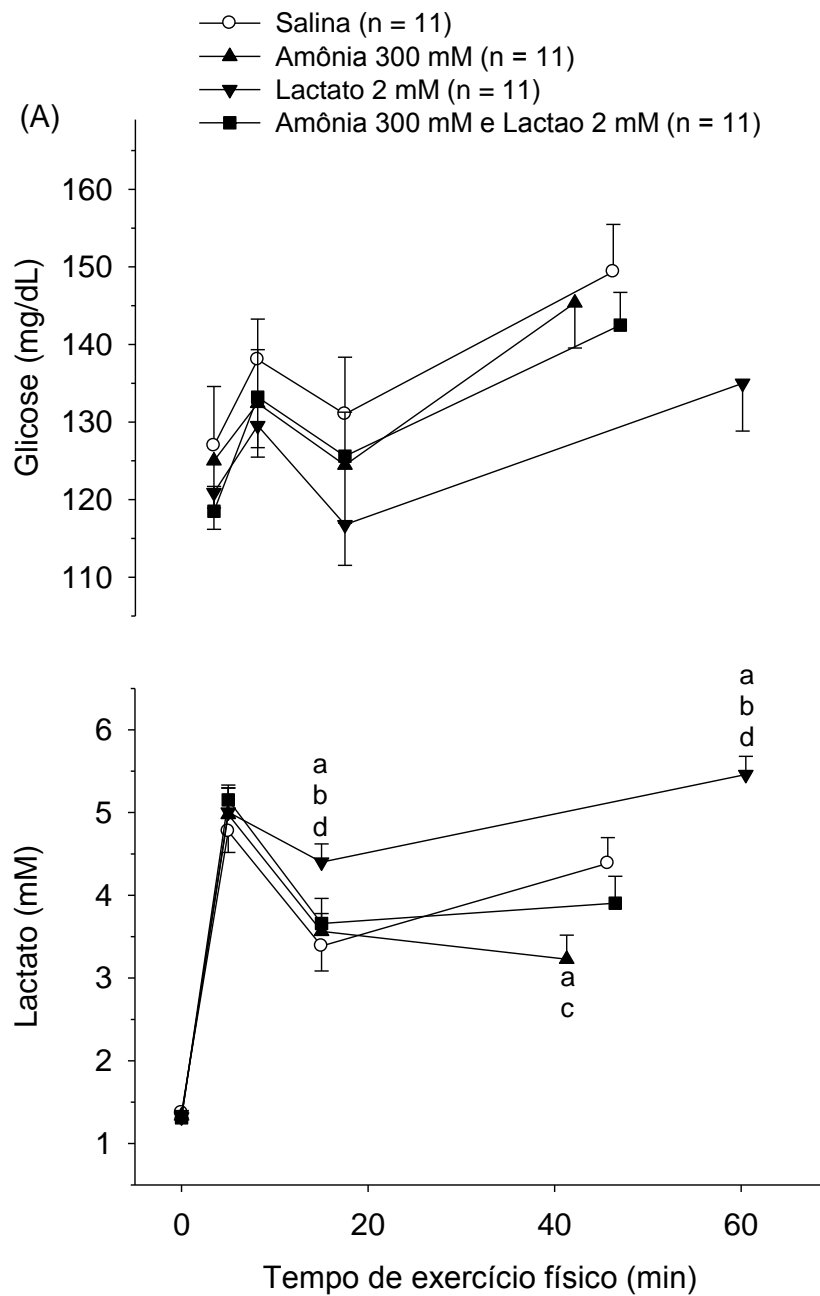 Salina (n = 11)
Amônia 300 mM (n = 11)
Lactato 2 mM (n = 11)
Amônia 300 mM e Lactao 2 mM (n = 11)
(A)
160
150
140
130
120
110
Glicose (mg/dL)
a
b
d
a
b
d
a
c
6
5
4
3
2
1
Lactato (mM)
0 20 40 60
Tempo de exercício físico (min)